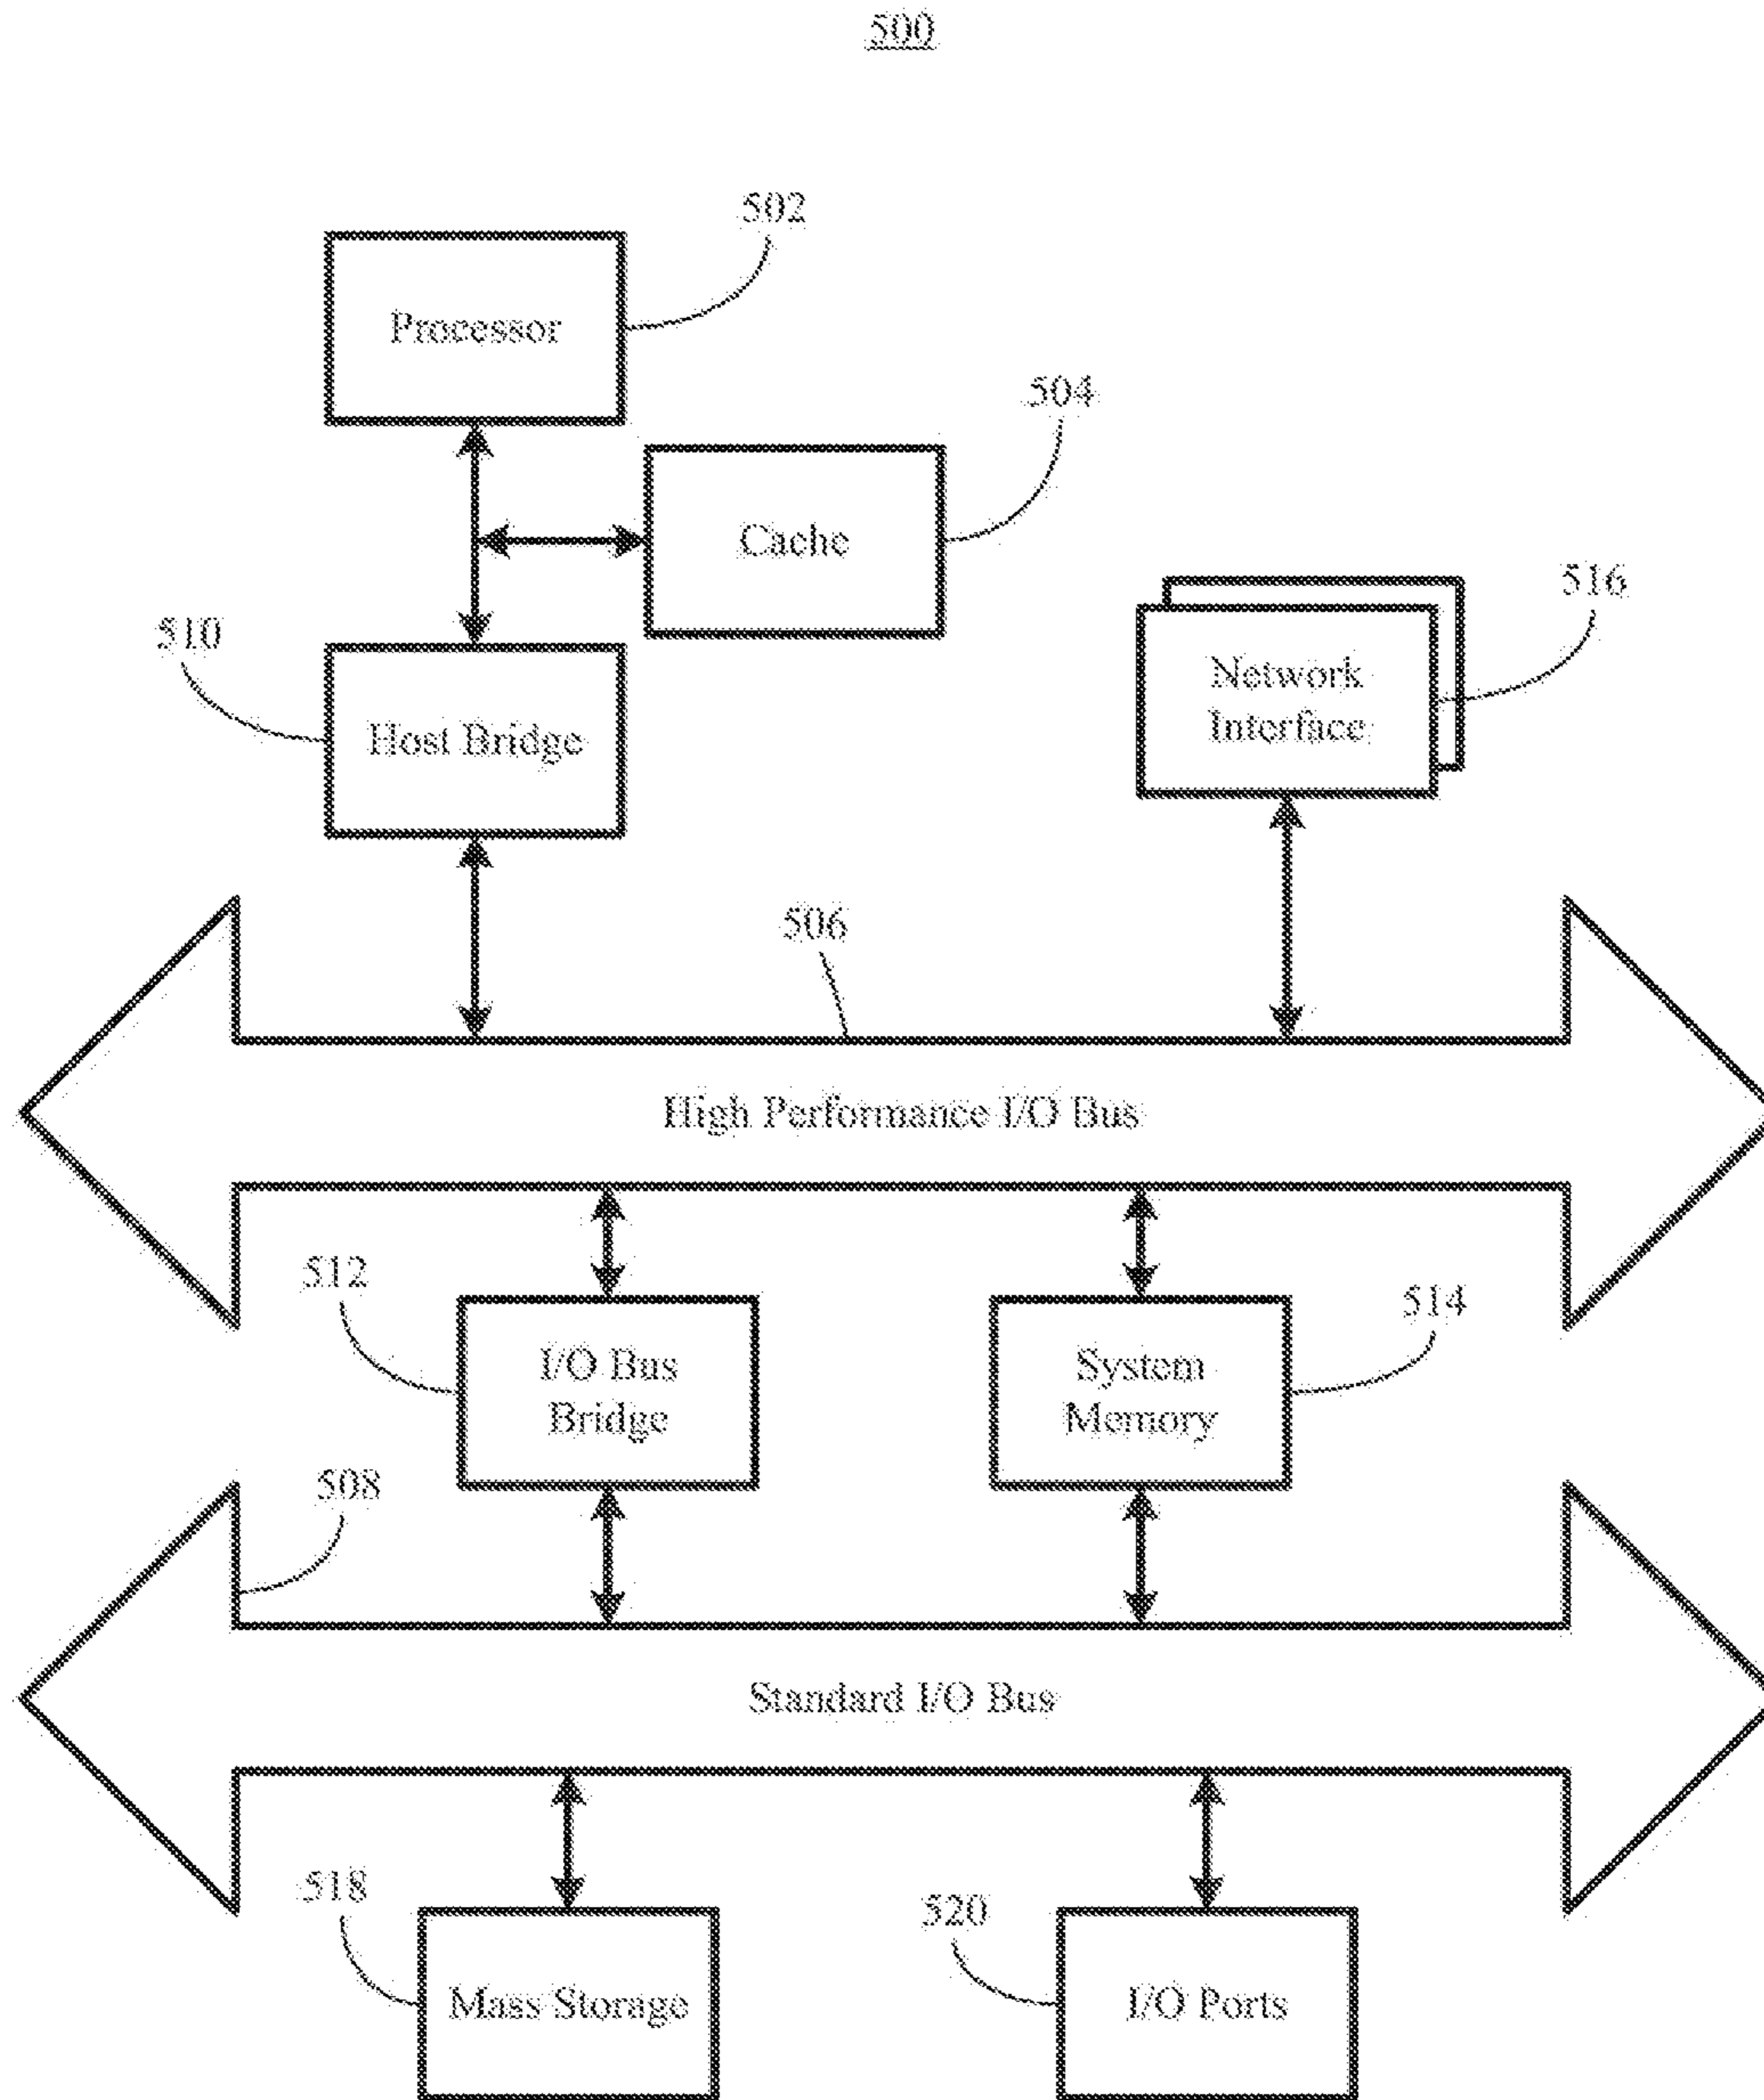 500
502
Processor
504
Cache
516
510
Network
Interface
Host Bridge
506
High Performance I/O Bus
512
514
I/O Bus
Bridge
System
Memory
508
Standard I/O Bus
518
520
Mass Storage
I/O Ports